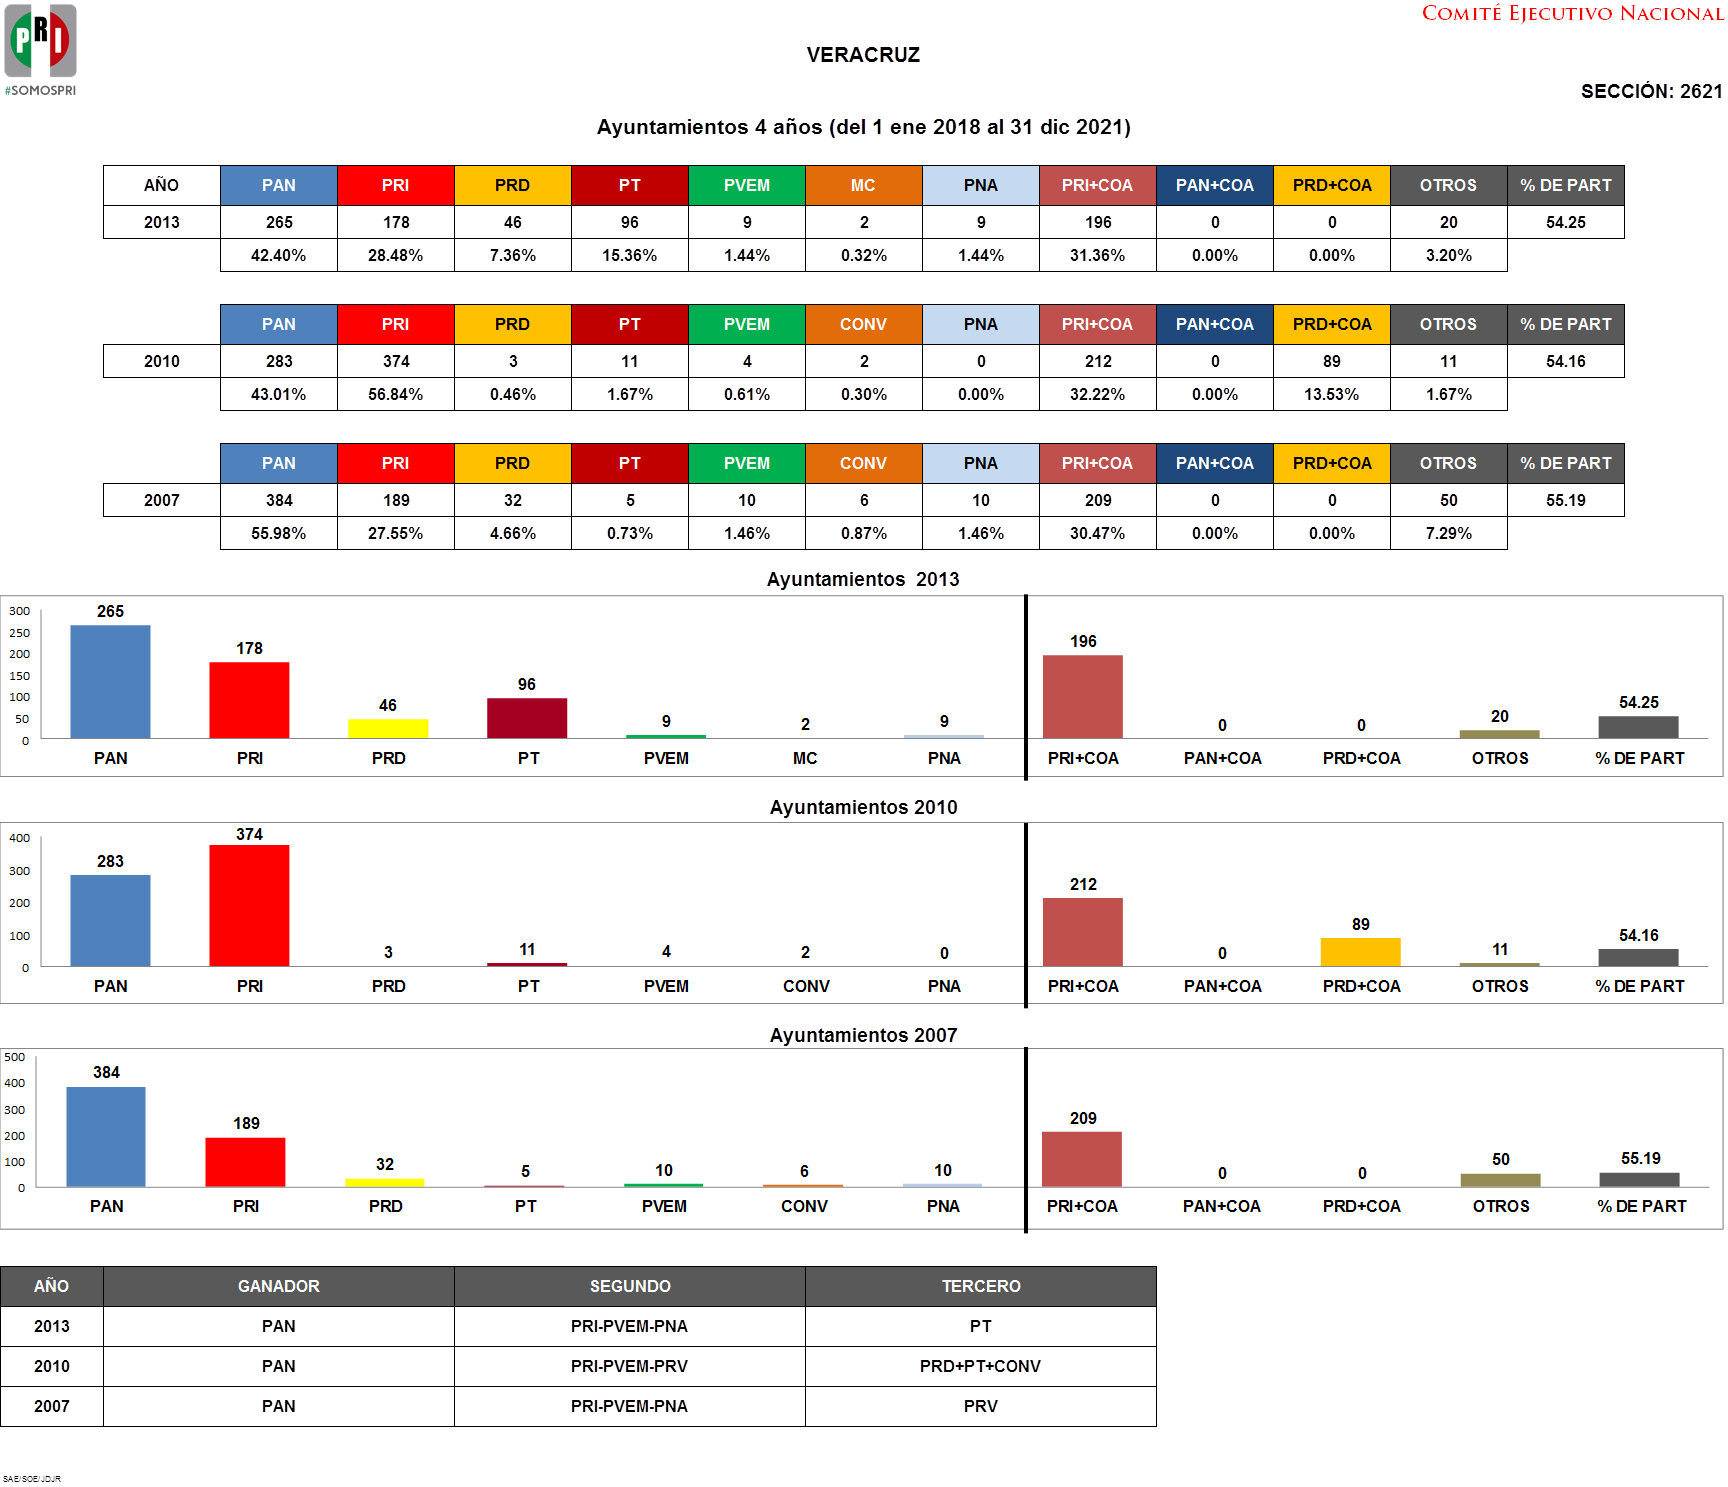 COMITÉ EJECUTIVO NACIONAL
PRI
#SOMOSPRI
VERACRUZ
SECCIÓN: 2621
Ayuntamientos 4 años (del 1 ene 2018 al 31 dic 2021)
AÑO PAN PRI PRD PT PVEM MC PNA PRI+COA PAN+COA PRD+COA OTROS % DE PART
2013 265 178 46 96 9 2 9 196 0 0 20 54.25
42.40% 28.48% 7.36% 15.36% 1.44% 0.32% 1.44% 31.36% 0.00% 0.00% 3.20%
PAN PRI PRD PT PVEM CONV PNA PRI+COA PAN+COA PRD+COA OTROS % DE PART
2010 283 374 3 11 4 2 0 212 0 89 11 54.16
43.01% 56.84% 0.46% 1.67% 0.61% 0.30% 0.00% 32.22% 0.00% 13.53% 1.67%
PAN PRI PRD PT PVEM CONV PNA PRI+COA PAN+COA PRD+COA OTROS % DE PART
2007 384 189 32 5 10 6 10 209 0 0 50 55.19
55.98% 27.55% 4.66% 0.73% 1.46% 0.87% 1.46% 30.47% 0.00% 0.00% 7.29%
Ayuntamientos 2013
300
250
200
150
100
50
0
265 178 46 96 9 2 9 196 0 0 20 54.25
PAN PRI PRD PT PVEM MC PNA PRI+COA PAN+COA PRD+COA OTROS % DE PART
Ayuntamientos 2010
400
300
200
100
0
283 374 3 11 4 2 0 212 0 89 11 54.16
PAN PRI PRD PT PVEM CONV PNA PRI+COA PAN+COA PRD+COA OTROS % DE PART
Ayuntamientos 2007
500
400
300
200
100
0
384 189 32 5 10 6 10 209 0 0 50 55.19
PAN PRI PRD PT PVEM CONV PNA PRI+COA PAN+COA PRD+COA OTROS % DE PART
AÑO GANADOR SEGUNDO TERCERO
2013 PAN PRI-PVEM-PNA PT
2010 PAN PRI-PVEM-PRV PRD+PT+CONV
2007 PAN PRI-PVEM-PNA PRV
SAE/SOE/JDJR